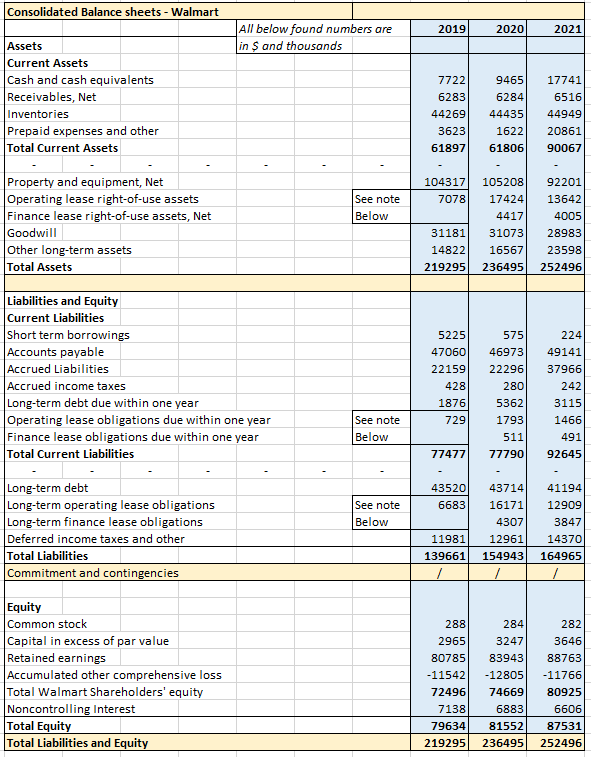 Consolidated Balance sheets - Walmart
All below found numbers are 2019 2020 2021
Assets in $ and thousands
Current Assets
Cash and cash equivalents 7722 9465 17741
Receivables, Net 6283 6284 6516
Inventories 44269 44435 44949
Prepaid expenses and other 3623 1622 20861
Total Current Assets 61897 61806 90067
- - - - - - - - - -
Property and equipment, Net 104317 105208 92201
Operating lease right-of-use assets See note 7078 17424 13642
Finance lease right-of-use assets, Net Below 4417 4005
Goodwill 31181 31073 28983
Other long-term assets 14822 16567 23598
Total Assets 219295 236495 252496
Liabilities and Equity
Current Liabilities
Short term borrowings 5225 575 224
Accounts payable 47060 46973 49141
Accrued Liabilities 22159 22296 37966
Accrued income taxes 428 280 242
Long-term debt due within one year 1876 5362 3115
Operating lease obligations due within one year See note 729 1793 1466
Finance lease obligations due within one year Below 511 491
Total Current Liabilities 77477 77790 92645
- - - - - - - - - -
Long-term debt 43520 43714 41194
Long-term operating lease obligations See note 6683 16171 12909
Long-term finance lease obligations Below 4307 3847
Deferred income taxes and other 11981 12961 14370
Total Liabilities 139661 154943 164965
Commitment and contingencies / / /
Equity
Common stock 288 284 282
Capital in excess of par value 2965 3247 3646
Retained earnings 80785 83943 88763
Accumulated other comprehensive loss -11542 -12805 -11766
Total Walmart Shareholders' equity 72496 74669 80925
Noncontrolling Interest 7138 6883 6606
Total Equity 79634 81552 87531
Total Liabilities and Equity 219295 236495 252496